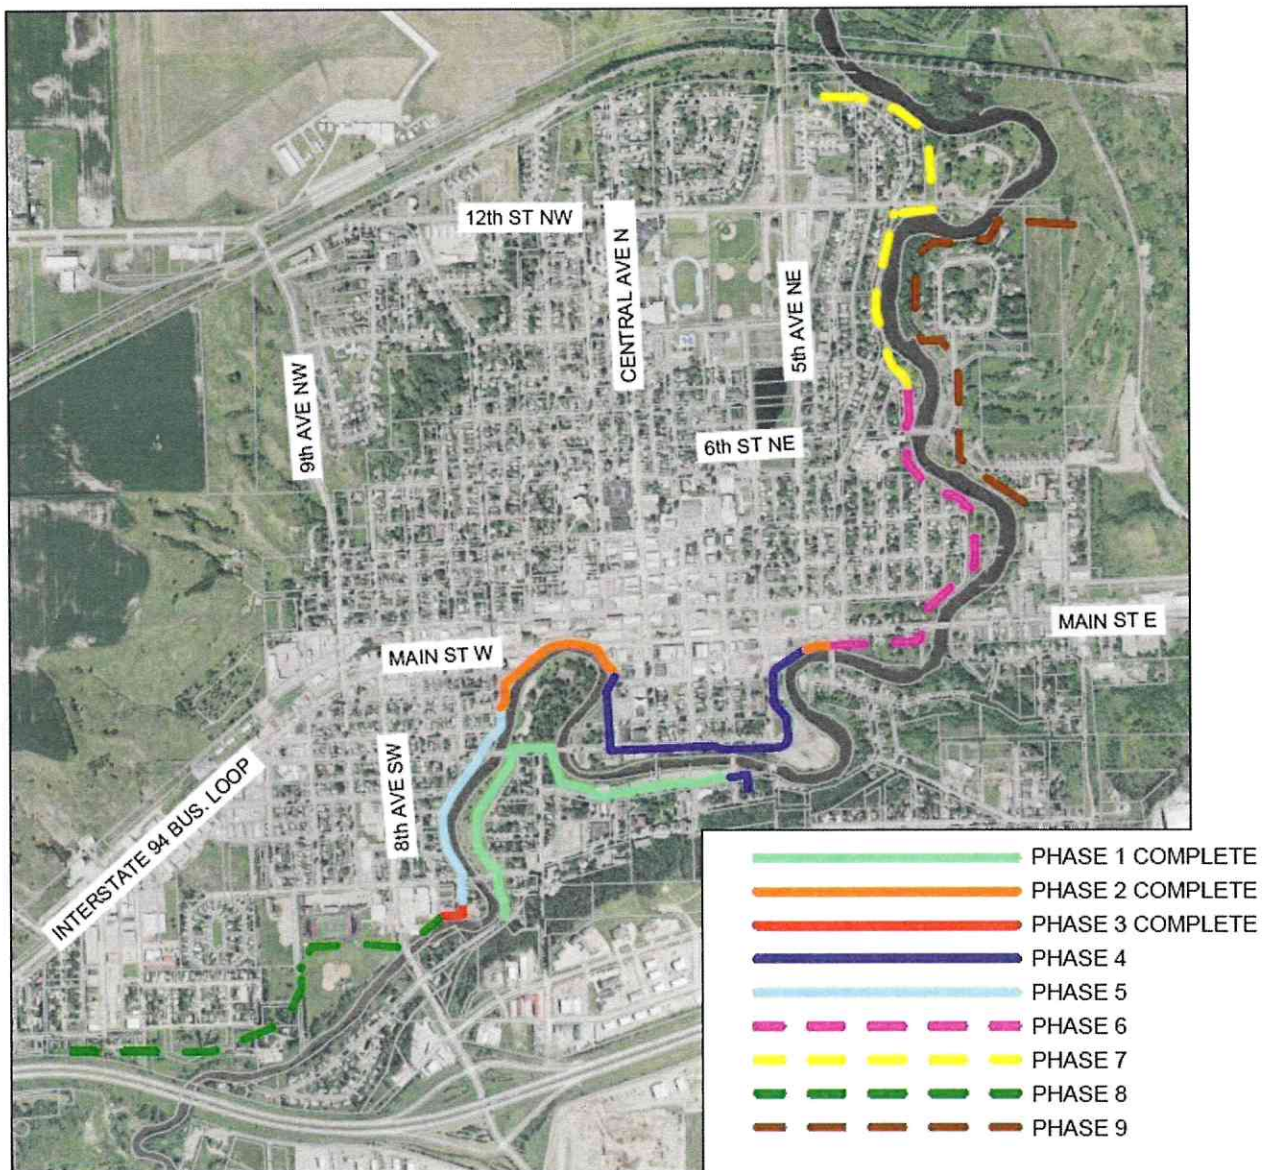 12th ST NW
CENTRAL AVE N
5th AVE NE
9th AVE NW
6th ST NE
MAIN ST E
MAIN ST W
8th AVE SW
INTERSTATE 94 BUS. LOOP
PHASE 1 COMPLETE
PHASE 2 COMPLETE
PHASE 3 COMPLETE
PHASE 4
PHASE 5
PHASE 6
PHASE 7
PHASE 8
PHASE 9